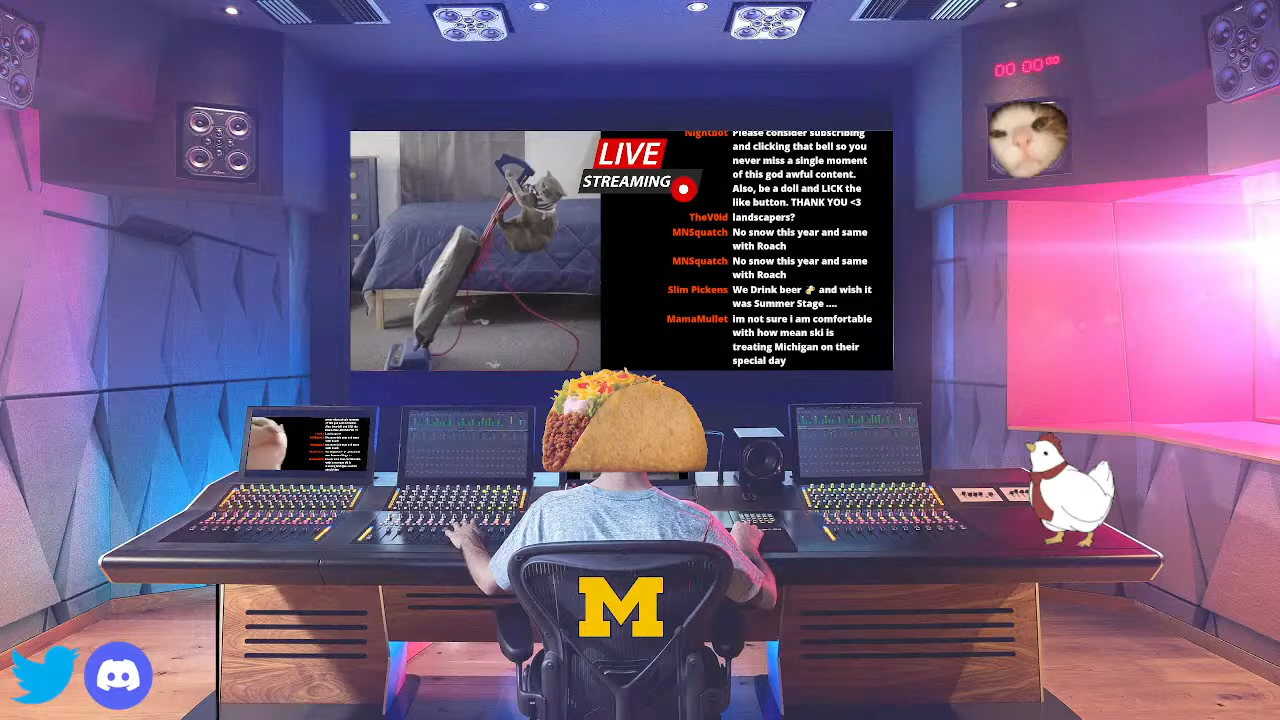 00 00 00
LIVE
STREAMING
Nightbot Please consider subscribing
and clicking that bell so you
never miss a single moment
of this god awful content.
Also, be a doll and LICK the
like button. THANK YOU <3
TheV0id landscapers?
MNSquatch No snow this year and same
with Roach
MNSquatch No snow this year and same
with Roach
Slim Pickens We Drink beer 🍻 and wish it
was Summer Stage ....
MamaMullet im not sure i am comfortable
with how mean ski is
treating Michigan on their
special day
M